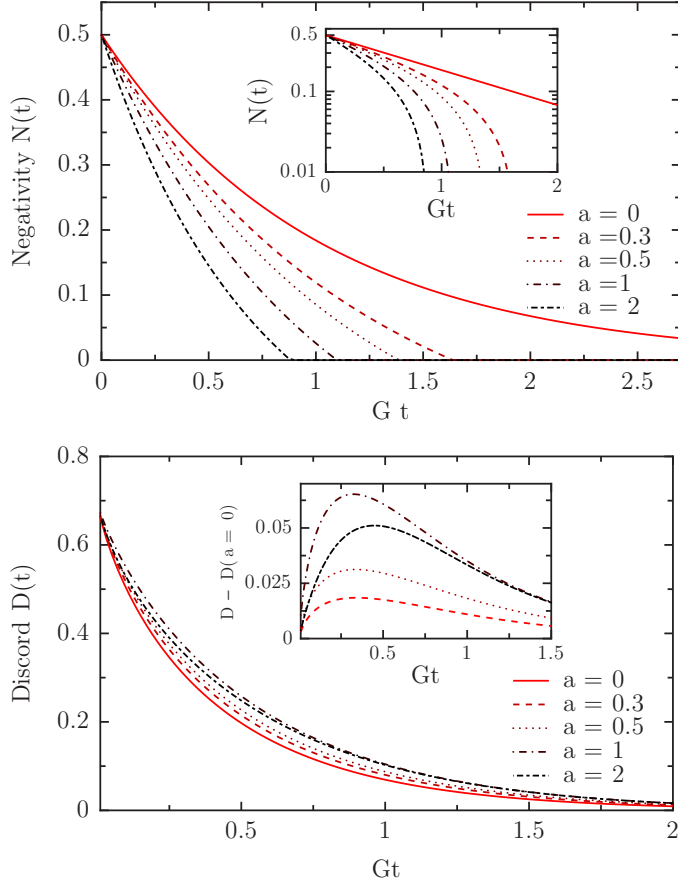 Negativity N(t)
0.5
0.4
0.3
0.2
0.1
0
0 0.5 1 1.5 2 2.5
G t
N(t)
0.5
0.1
0.01
0 1 2
Gt
a = 0
a =0.3
a =0.5
a =1
a = 2
Discord D(t)
0.8
0.6
0.4
0.2
0
0.5 1 1.5 2
Gt
D − D( a = 0)
0.05
0.025
0
0.5 1 1.5
Gt
a = 0
a = 0.3
a = 0.5
a = 1
a = 2